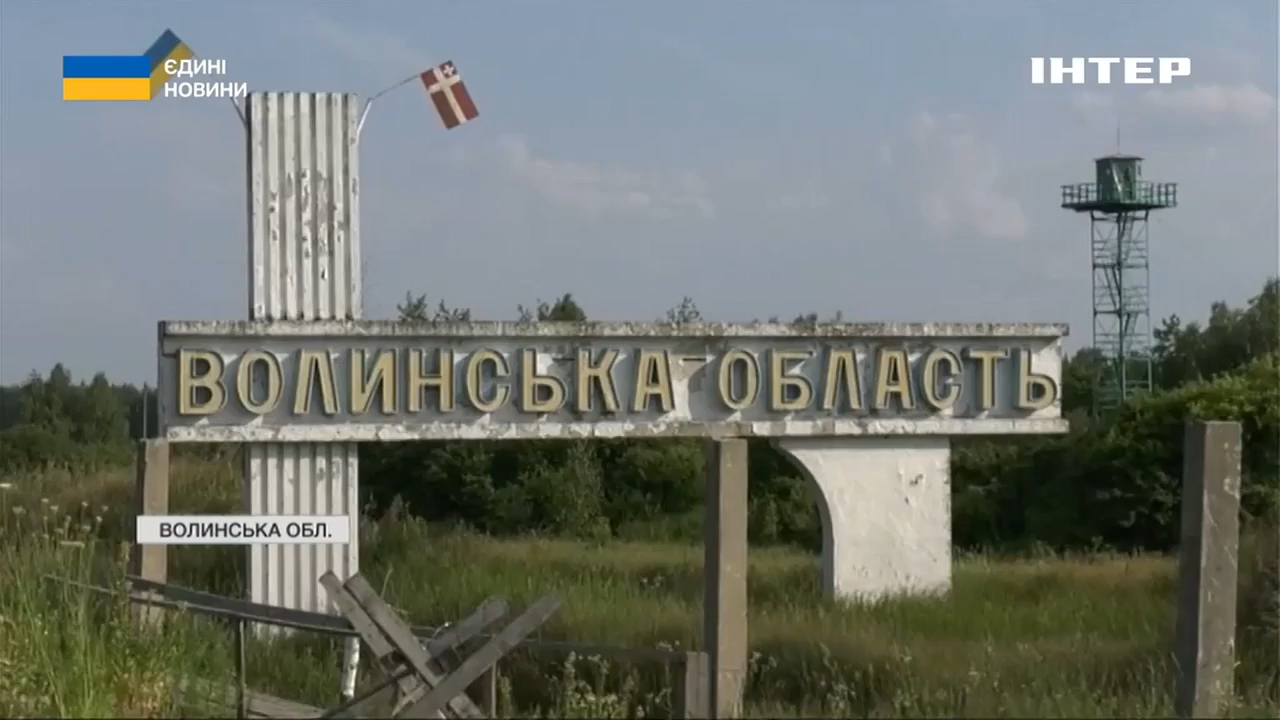 ЄДИНІ
НОВИНИ
ІНТЕР
ВОЛИНСЬКА ОБЛАСТЬ
ВОЛИНСЬКА ОБЛ.